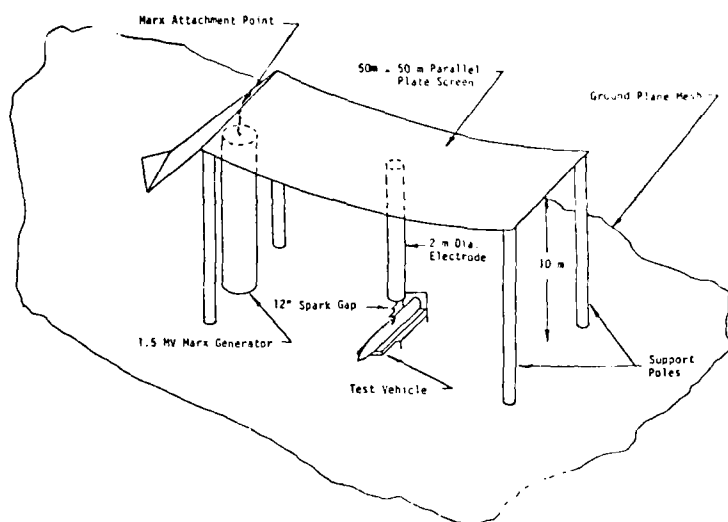 Marx Attachment Point
50m x 50 m Parallel
Plate Screen
Ground Plane Mesh
2 m Dia.
Electrode
10 m
12" Spark Gap
1.5 MV Marx Generator
Test Vehicle
Support
Poles